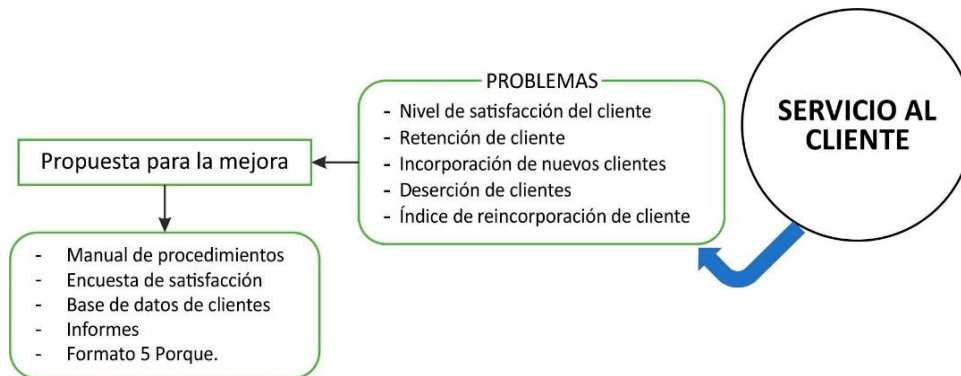 SERVICIO AL
CLIENTE
PROBLEMAS
- Nivel de satisfacción del cliente
- Retención de cliente
- Incorporación de nuevos clientes
- Deserción de clientes
- Índice de reincorporación de cliente
Propuesta para la mejora
- Manual de procedimientos
- Encuesta de satisfacción
- Base de datos de clientes
- Informes
- Formato 5 Porque.